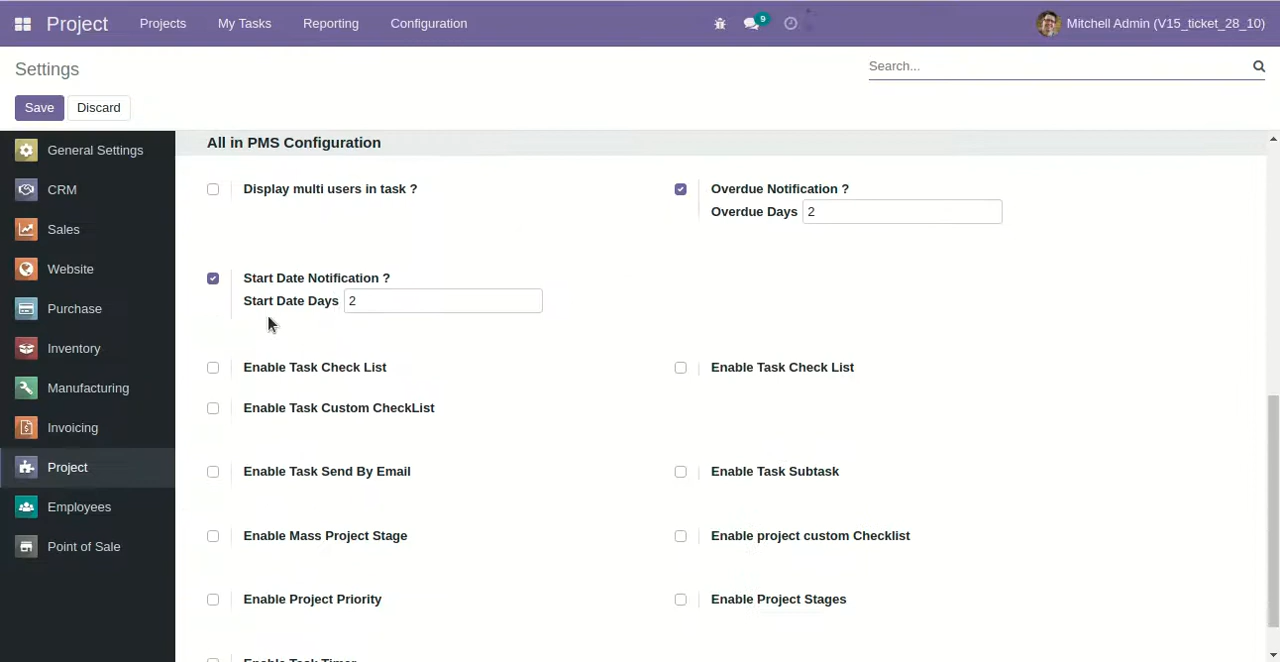 Project Projects My Tasks Reporting Configuration 9 Mitchell Admin (V15_ticket_28_10)
Settings Search...
Save Discard
General Settings
CRM
Sales
Website
Purchase
Inventory
Manufacturing
Invoicing
Project
Employees
Point of Sale
All in PMS Configuration
Display multi users in task ? Overdue Notification ?
Overdue Days 2
Start Date Notification ?
Start Date Days 2
Enable Task Check List Enable Task Check List
Enable Task Custom CheckList
Enable Task Send By Email Enable Task Subtask
Enable Mass Project Stage Enable project custom Checklist
Enable Project Priority Enable Project Stages
Enable Task Timer